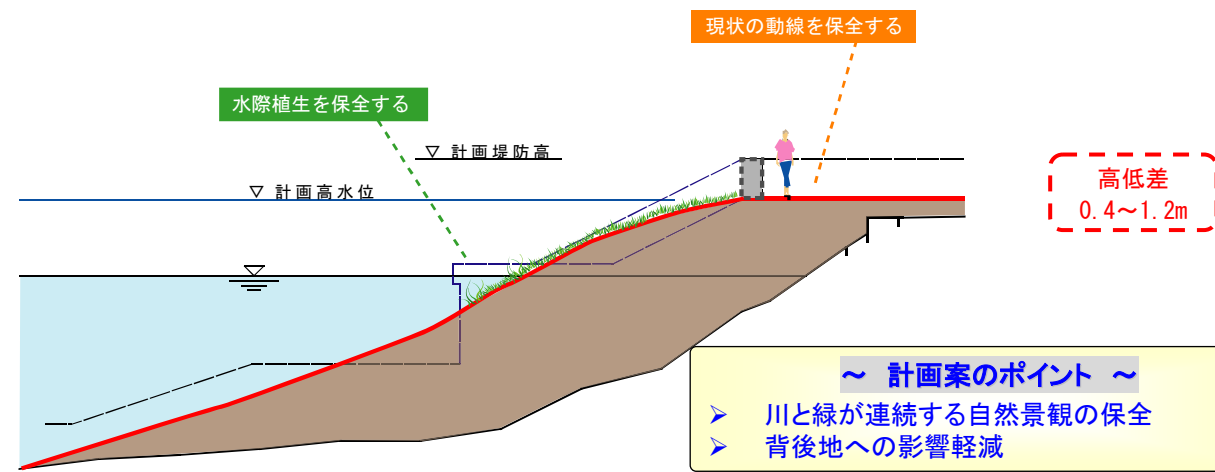 現状の動線を保全する
水際植生を保全する
▽ 計画堤防高
▽ 計画高水位
高低差
0.4～1.2m
～ 計画案のポイント ～
➢ 川と緑が連続する自然景観の保全
➢ 背後地への影響軽減